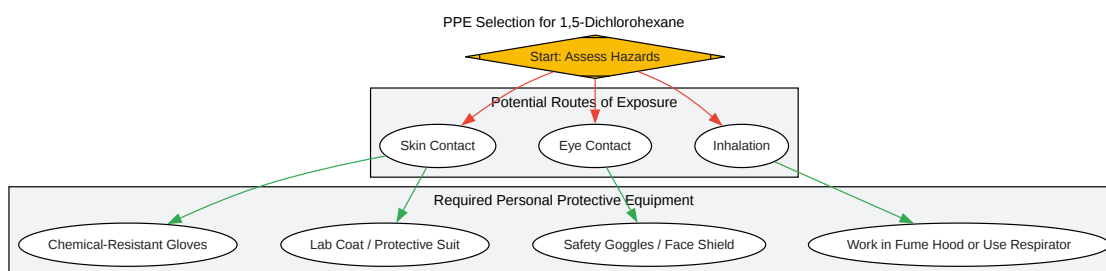 PPE Selection for 1,5-Dichlorohexane
Start: Assess Hazards
Potential Routes of Exposure
Skin Contact
Eye Contact
Inhalation
Required Personal Protective Equipment
Chemical-Resistant Gloves
Lab Coat / Protective Suit
Safety Goggles / Face Shield
Work in Fume Hood or Use Respirator